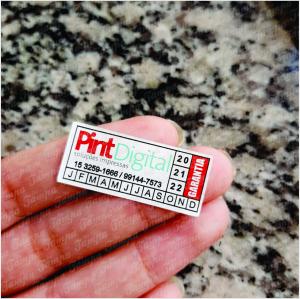 PintDigital
soluções impressas
15 3259-1666 / 99144-7573
J F M A M J J A S O N D
20
21
22
GARANTIA